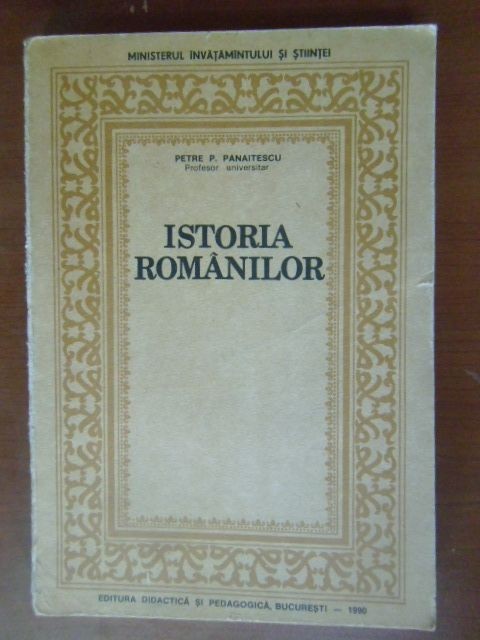 MINISTERUL ÎNVĂȚĂMÎNTULUI ȘI ȘTIINȚEI
PETRE P. PANAITESCU
Profesor universitar
ISTORIA
ROMÂNILOR
EDITURA DIDACTICĂ ȘI PEDAGOGICĂ, BUCUREȘTI — 1990